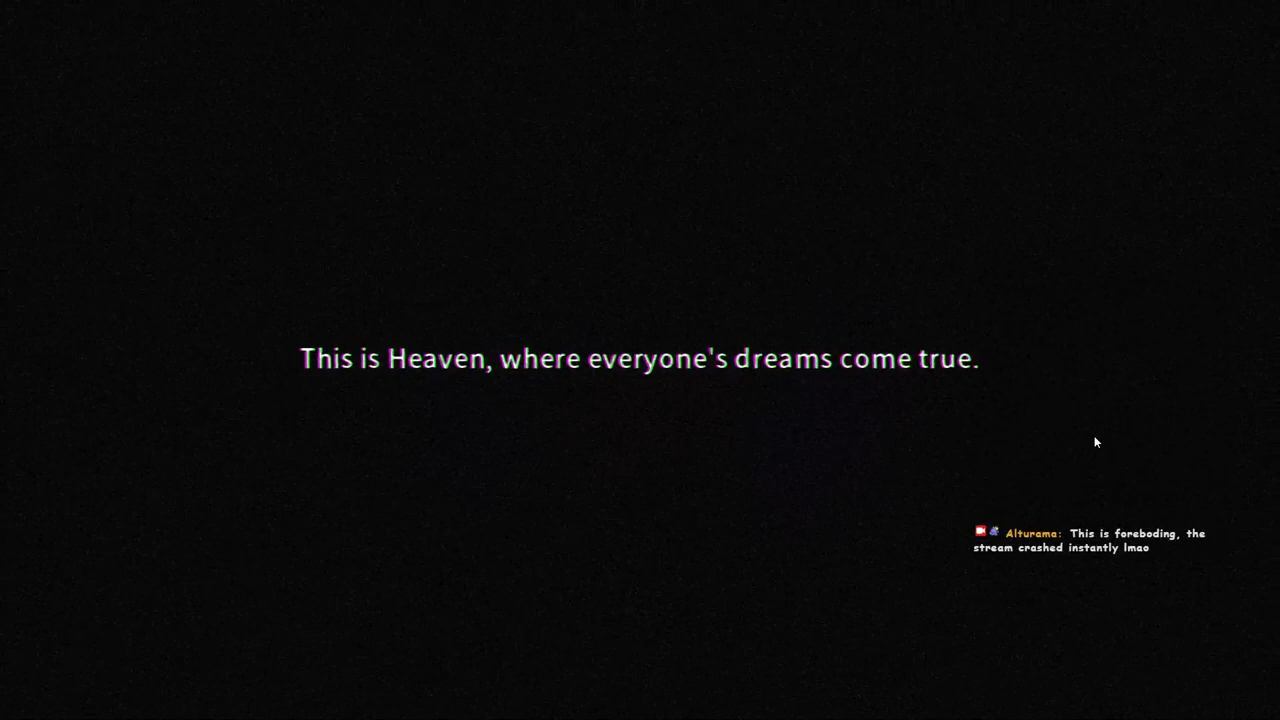 This is Heaven, where everyone's dreams come true.
Alturama: This is foreboding, the
stream crashed instantly lmao